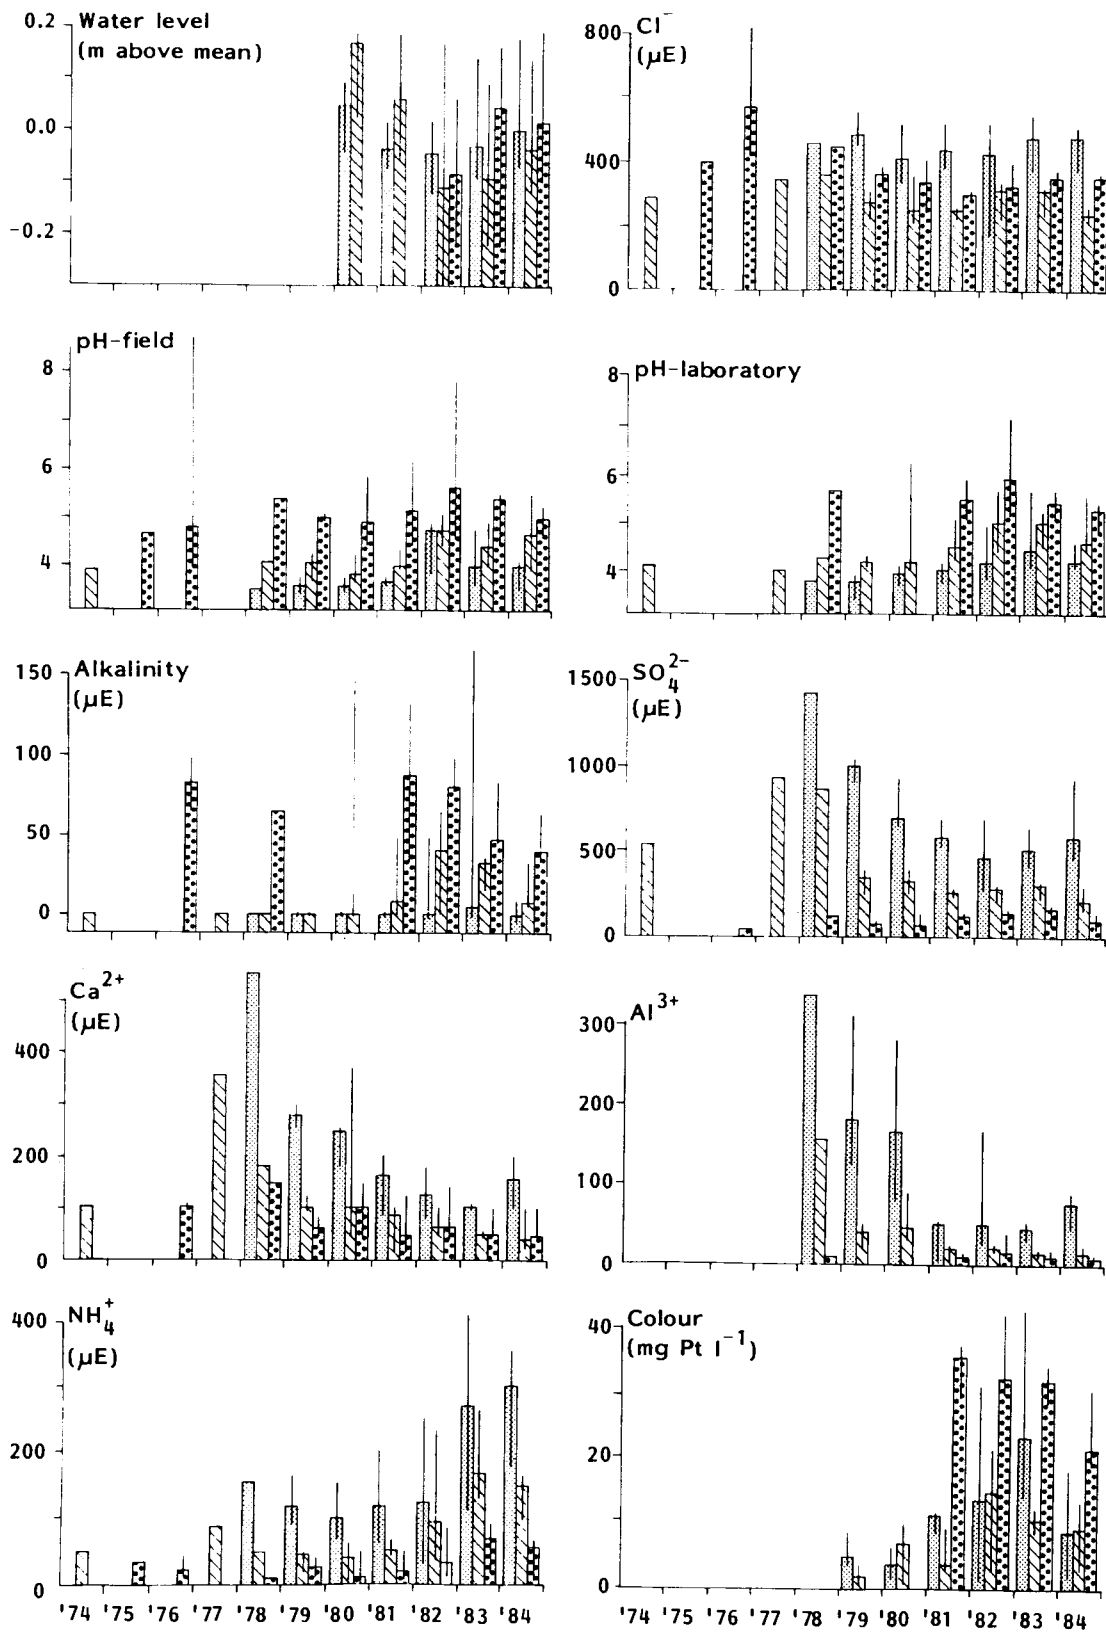 Water level
(m above mean)
0.2
0.0
-0.2
Cl⁻
(µE)
800
400
0
pH-field
8
6
4
pH-laboratory
8
6
4
Alkalinity
(µE)
150
100
50
0
SO₄²⁻
(µE)
1500
1000
500
0
Ca²⁺
(µE)
400
200
0
Al³⁺
300
200
100
0
NH₄⁺
(µE)
400
200
0
'74 '75 '76 '77 '78 '79 '80 '81 '82 '83 '84
Colour
(mg Pt l⁻¹)
40
20
0
'74 '75 '76 '77 '78 '79 '80 '81 '82 '83 '84